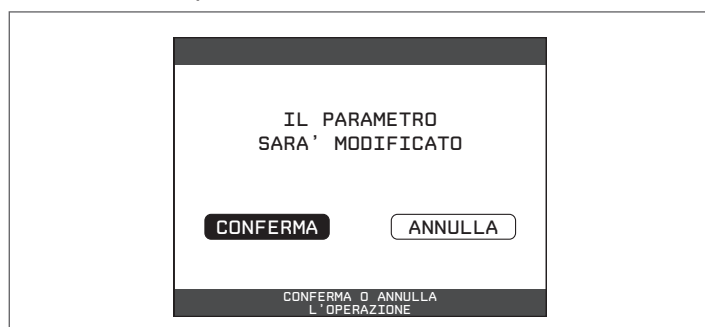 IL PARAMETRO
SARA' MODIFICATO
CONFERMA
ANNULLA
CONFERMA O ANNULLA
L'OPERAZIONE